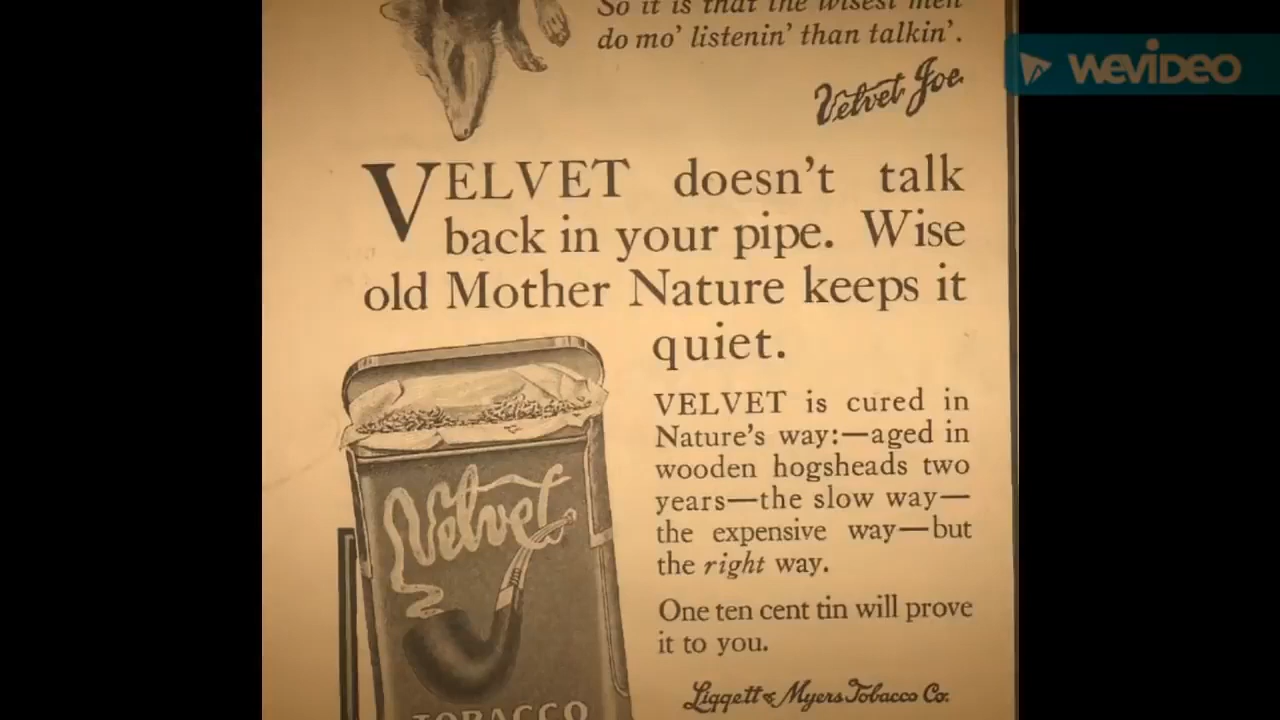 So it is that the wisest men
do mo' listenin' than talkin'.
Velvet Joe
WEVIDEO
VELVET doesn't talk
back in your pipe. Wise
old Mother Nature keeps it
quiet.
VELVET is cured in
Nature's way:—aged in
wooden hogsheads two
years—the slow way—
the expensive way—but
the right way.
One ten cent tin will prove
it to you.
Liggett & Myers Tobacco Co.
Velvet
TOBACCO